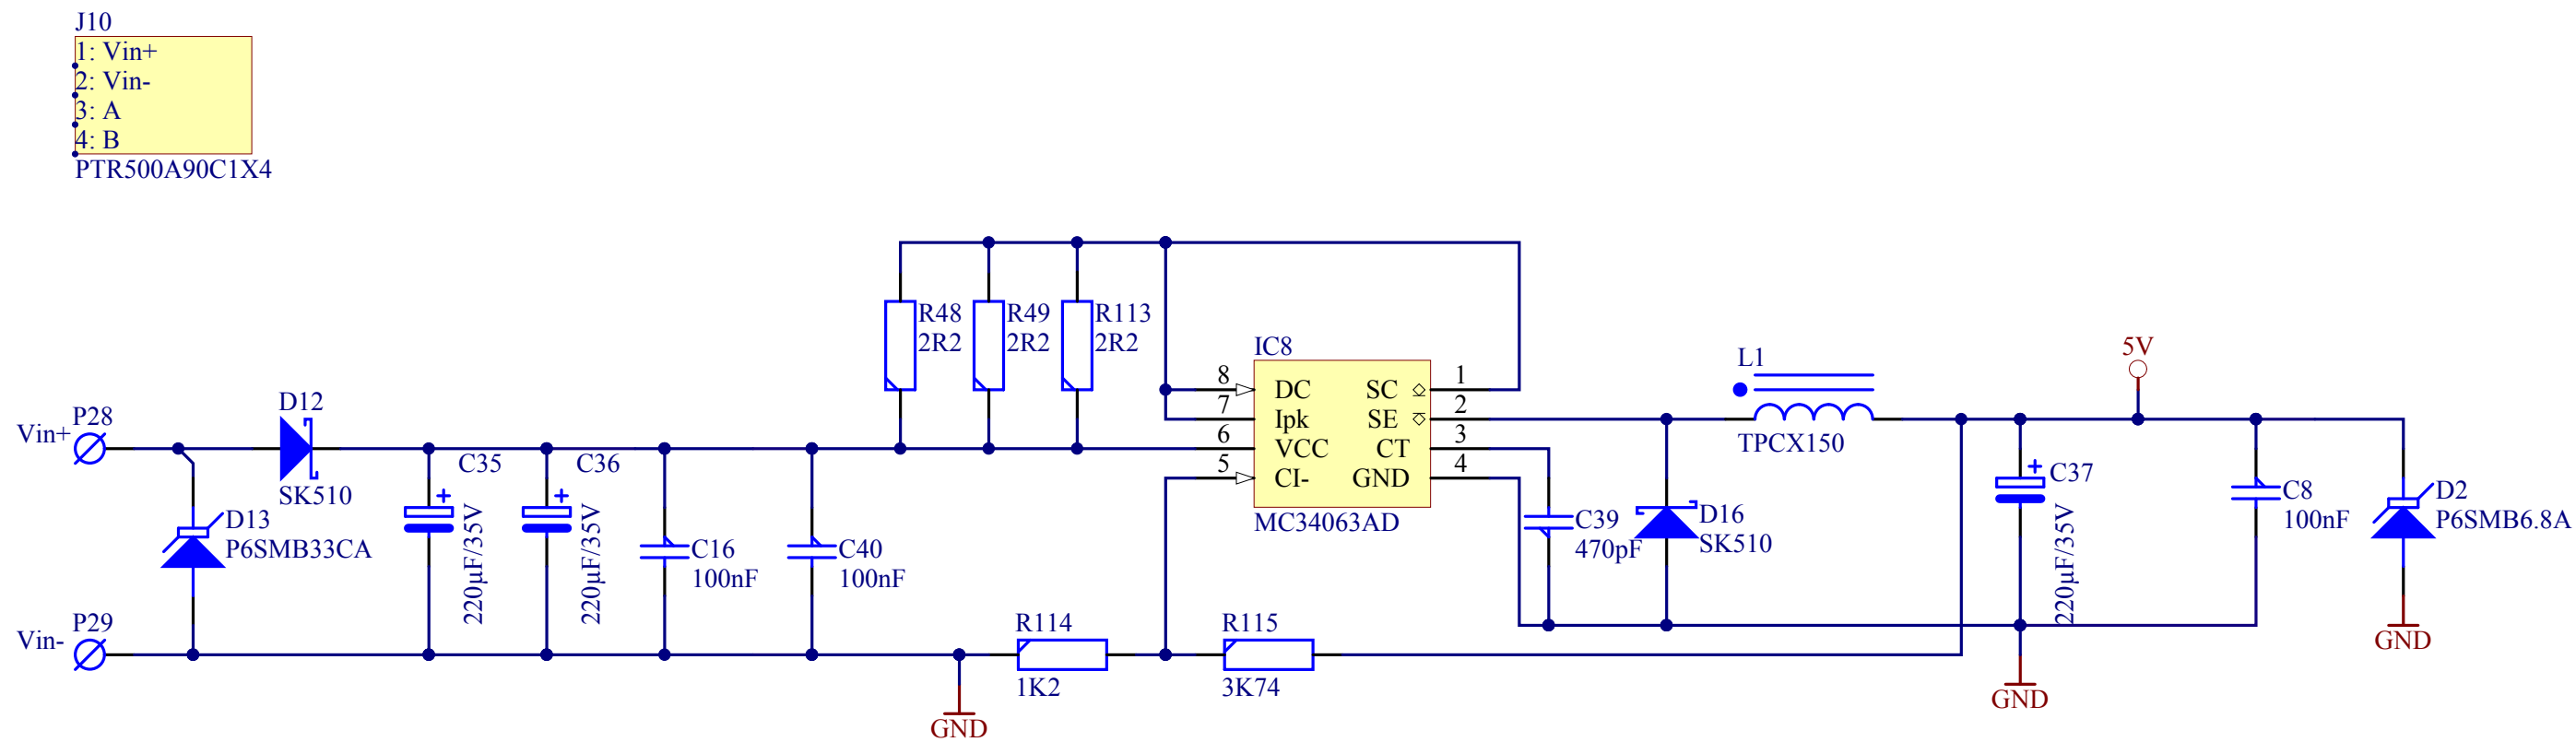 J10
1: Vin+
2: Vin-
3: A
4: B
PTR500A90C1X4
R48
2R2
R49
2R2
R113
2R2
IC8
8
DC
SC
1
7
Ipk
SE
2
6
VCC
CT
3
5
CI-
GND
4
MC34063AD
L1
TPCX150
5V
P28
Vin+
D12
SK510
D13
P6SMB33CA
C35
220µF/35V
C36
220µF/35V
C16
100nF
C40
100nF
C39
470pF
D16
SK510
C37
220µF/35V
C8
100nF
D2
P6SMB6.8A
GND
P29
Vin-
R114
1K2
R115
3K74
GND
GND